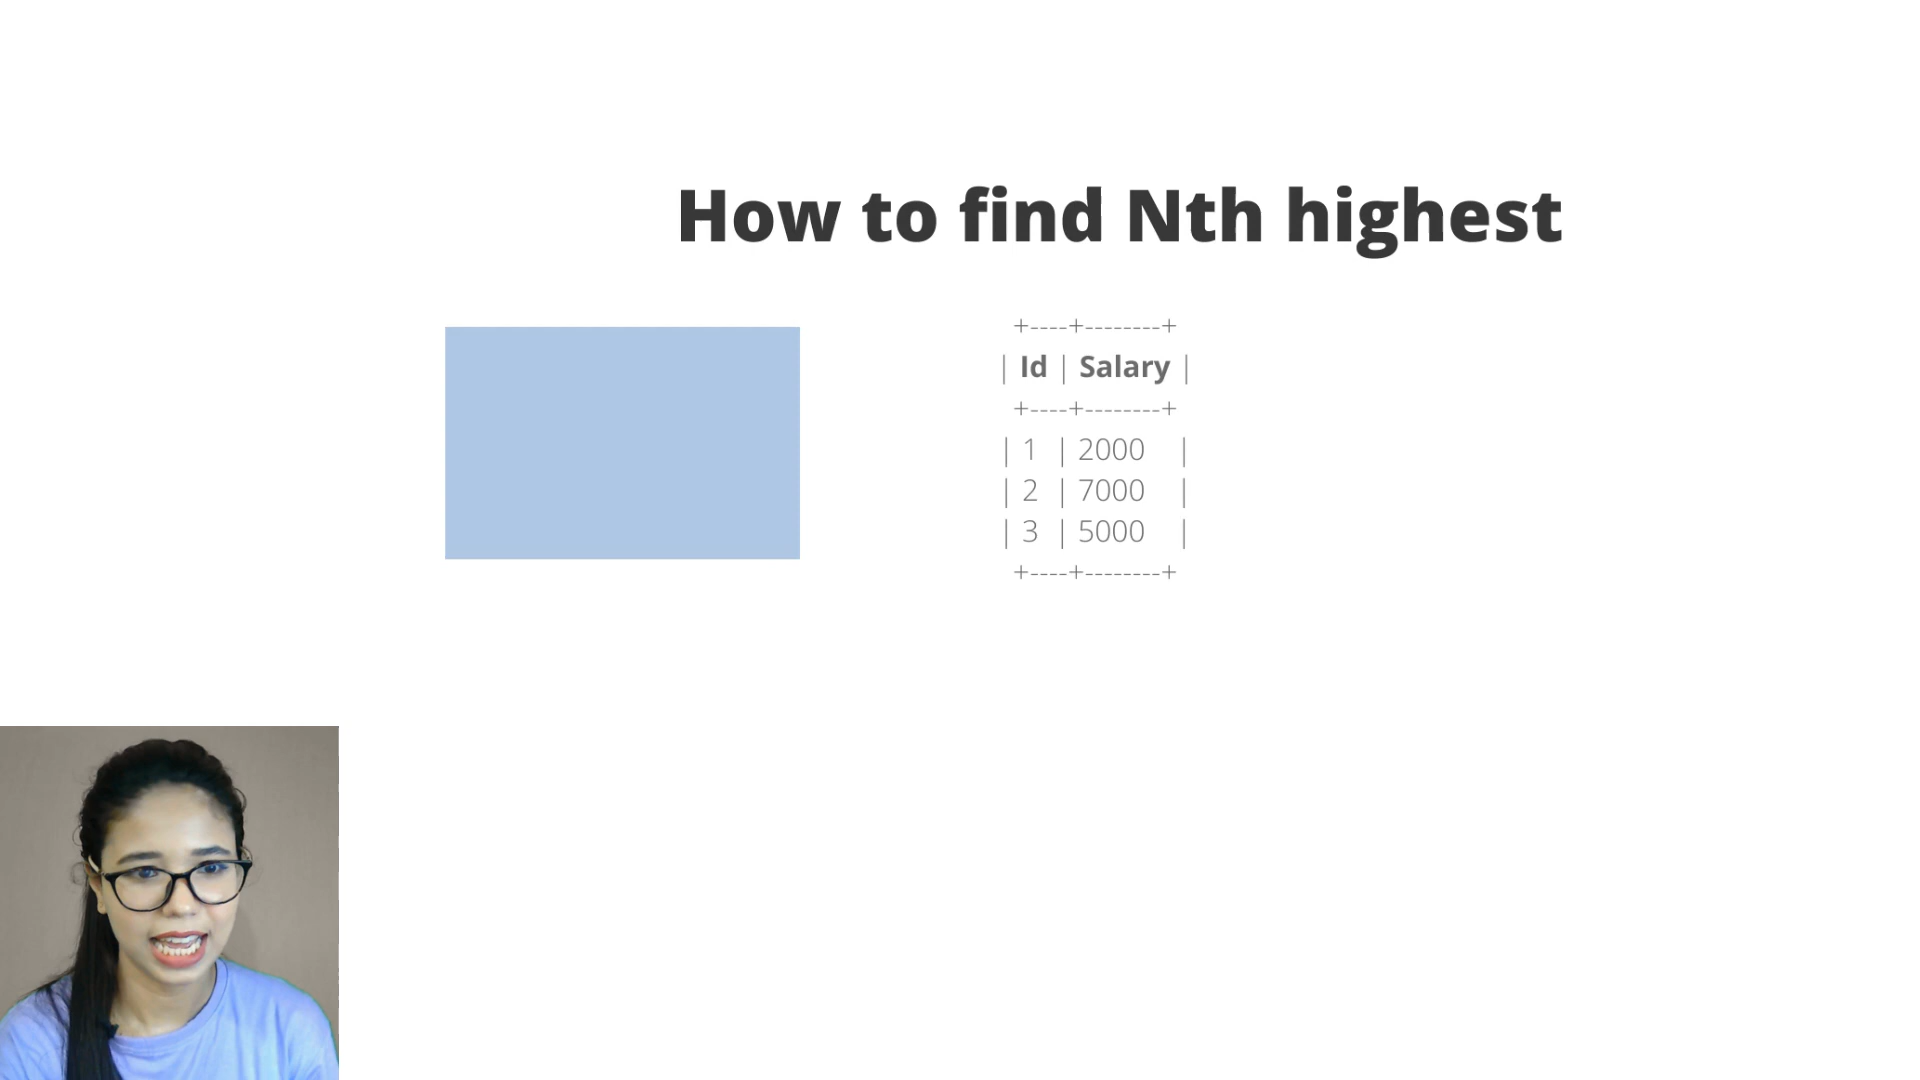 How to find Nth highest
+----+--------+
| Id | Salary |
+----+--------+
| 1 | 2000 |
| 2 | 7000 |
| 3 | 5000 |
+----+--------+